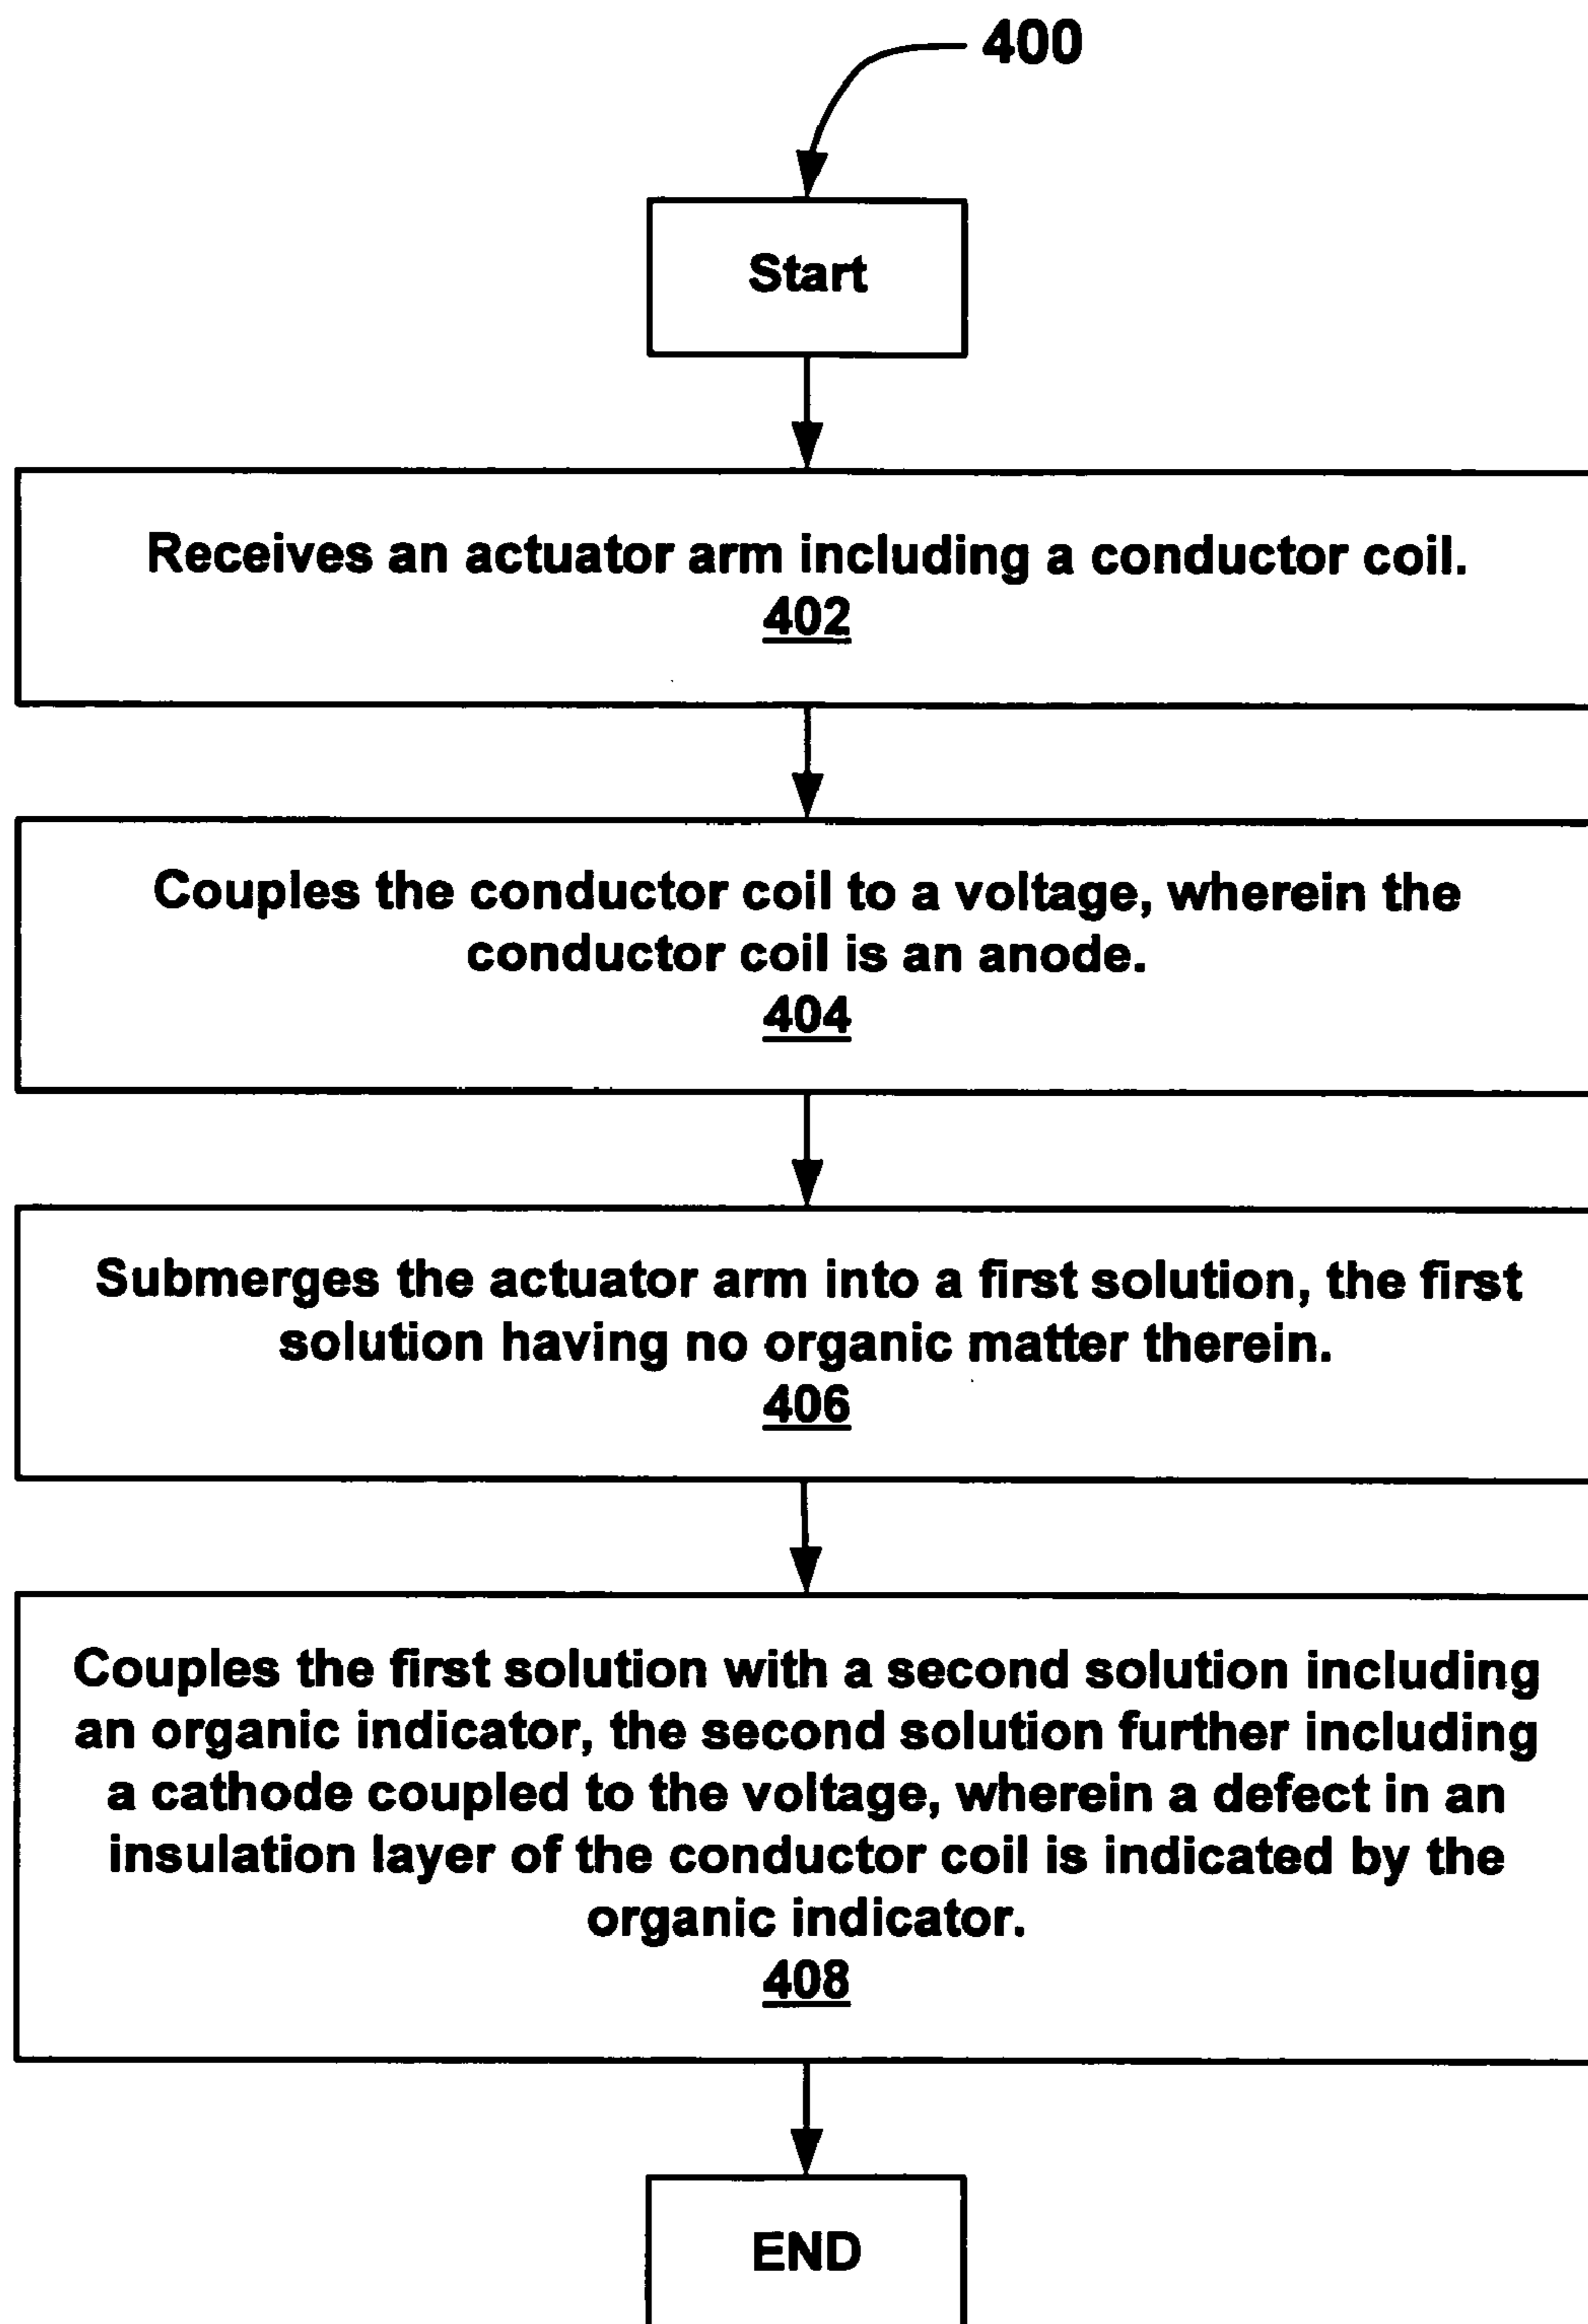 400
Start
Receives an actuator arm including a conductor coil.
402
Couples the conductor coil to a voltage, wherein the
conductor coil is an anode.
404
Submerges the actuator arm into a first solution, the first
solution having no organic matter therein.
406
Couples the first solution with a second solution including
an organic indicator, the second solution further including
a cathode coupled to the voltage, wherein a defect in an
insulation layer of the conductor coil is indicated by the
organic indicator.
408
END